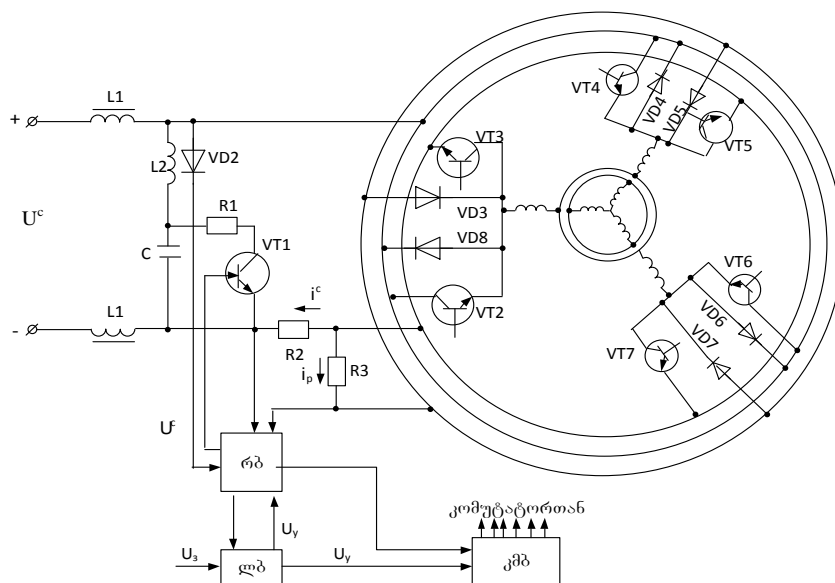 L1
+
L2
VD2
VT3
VT4
VD4
VD5
VT5
U^c
R1
C
VT1
VD3
VD8
VT2
-
L1
i^c
R2
i_p
R3
VT6
VD6
VD7
VT7
U^c
რბ
კომუტატორთან
U_y
U_з
ლბ
U_y
კმბ